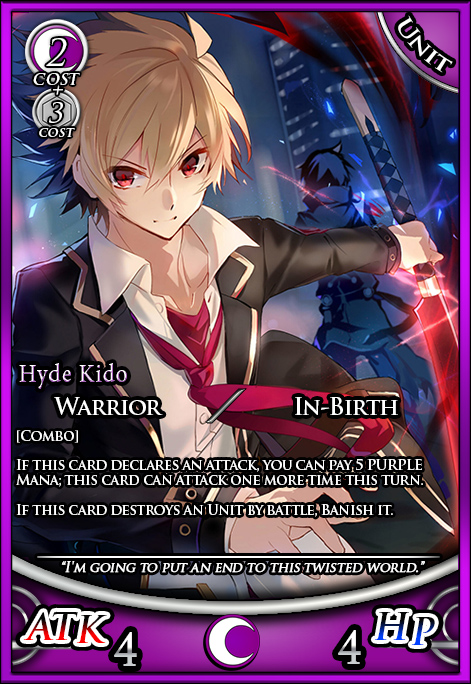 2
COST
+
3
COST
UNIT
Hyde Kido
WARRIOR / IN-BIRTH
[COMBO]
IF THIS CARD DECLARES AN ATTACK, YOU CAN PAY 5 PURPLE
MANA; THIS CARD CAN ATTACK ONE MORE TIME THIS TURN.
IF THIS CARD DESTROYS AN UNIT BY BATTLE, BANISH IT.
"I'M GOING TO PUT AN END TO THIS TWISTED WORLD."
ATK 4
4 HP